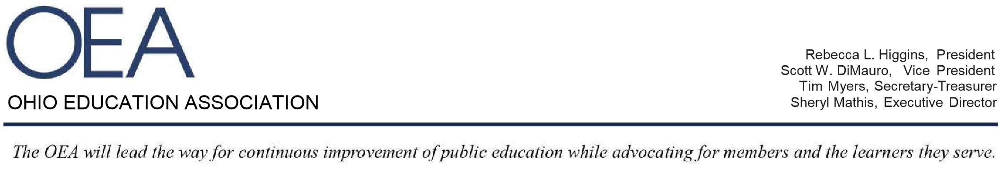 OEA
OHIO EDUCATION ASSOCIATION
Rebecca L. Higgins, President
Scott W. DiMauro, Vice President
Tim Myers, Secretary-Treasurer
Sheryl Mathis, Executive Director
The OEA will lead the way for continuous improvement of public education while advocating for members and the learners they serve.